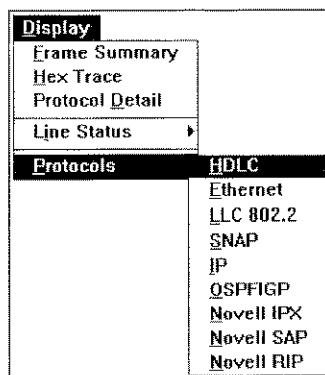 Display
Frame Summary
Hex Trace
Protocol Detail
Line Status
Protocols
HDLC
Ethernet
LLC 802.2
SNAP
IP
OSPFIGP
Novell IPX
Novell SAP
Novell RIP